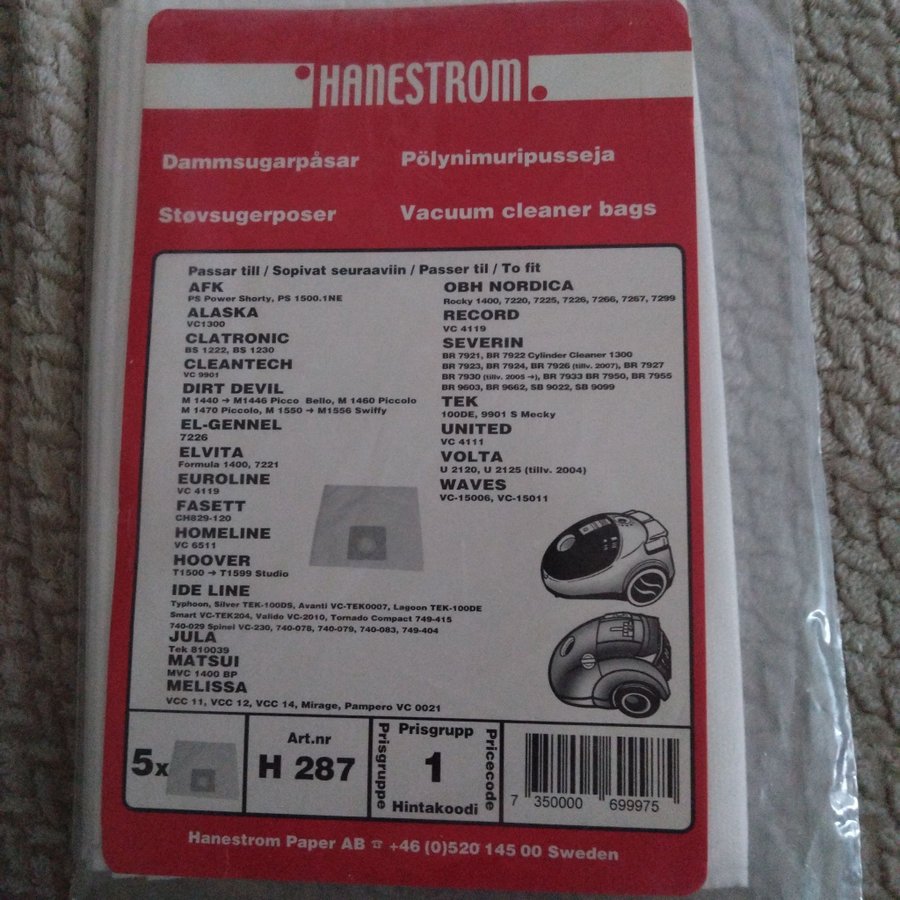 HANESTROM
Dammsugarpåsar Pölynimuripusseja
Støvsugerposer Vacuum cleaner bags
Passar till / Sopivat seuraaviin / Passer til / To fit
AFK
PS Power Shorty, PS 1500.1NE
ALASKA
VC1300
CLATRONIC
BS 1222, BS 1230
CLEANTECH
VC 9901
DIRT DEVIL
M 1440 → M1446 Picco Bello, M 1460 Piccolo
M 1470 Piccolo, M 1550 → M1556 Swiffy
EL-GENNEL
7226
ELVITA
Formula 1400, 7221
EUROLINE
VC 4119
FASETT
CH829-120
HOMELINE
VC 6511
HOOVER
T1500 → T1599 Studio
IDE LINE
Typhoon, Silver TEK-100DS, Avanti VC-TEK0007, Lagoon TEK-100DE
Smart VC-TEK204, Valido VC-2010, Tornado Compact 749-415
740-029 Spinel VC-230, 740-078, 740-079, 740-083, 749-404
JULA
Tek 810039
MATSUI
MVC 1400 BP
MELISSA
VCC 11, VCC 12, VCC 14, Mirage, Pampero VC 0021
OBH NORDICA
Rocky 1400, 7220, 7225, 7226, 7266, 7267, 7299
RECORD
VC 4119
SEVERIN
BR 7921, BR 7922 Cylinder Cleaner 1300
BR 7923, BR 7924, BR 7926 (tillv. 2007), BR 7927
BR 7930 (tillv. 2005 →), BR 7933 BR 7950, BR 7955
BR 9603, BR 9662, SB 9022, SB 9099
TEK
100DE, 9901 S Mecky
UNITED
VC 4111
VOLTA
U 2120, U 2125 (tillv. 2004)
WAVES
VC-15006, VC-15011
5x
Art.nr
H 287
Prisgruppe
Prisgrupp
1
Hintakoodi
Pricecode
7 350000 699975
Hanestrom Paper AB ☎ +46 (0)520 145 00 Sweden